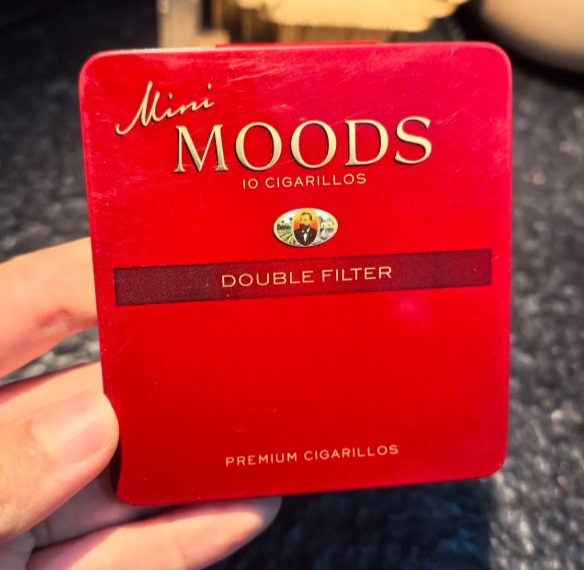 Mini
MOODS
10 CIGARILLOS
DOUBLE FILTER
PREMIUM CIGARILLOS